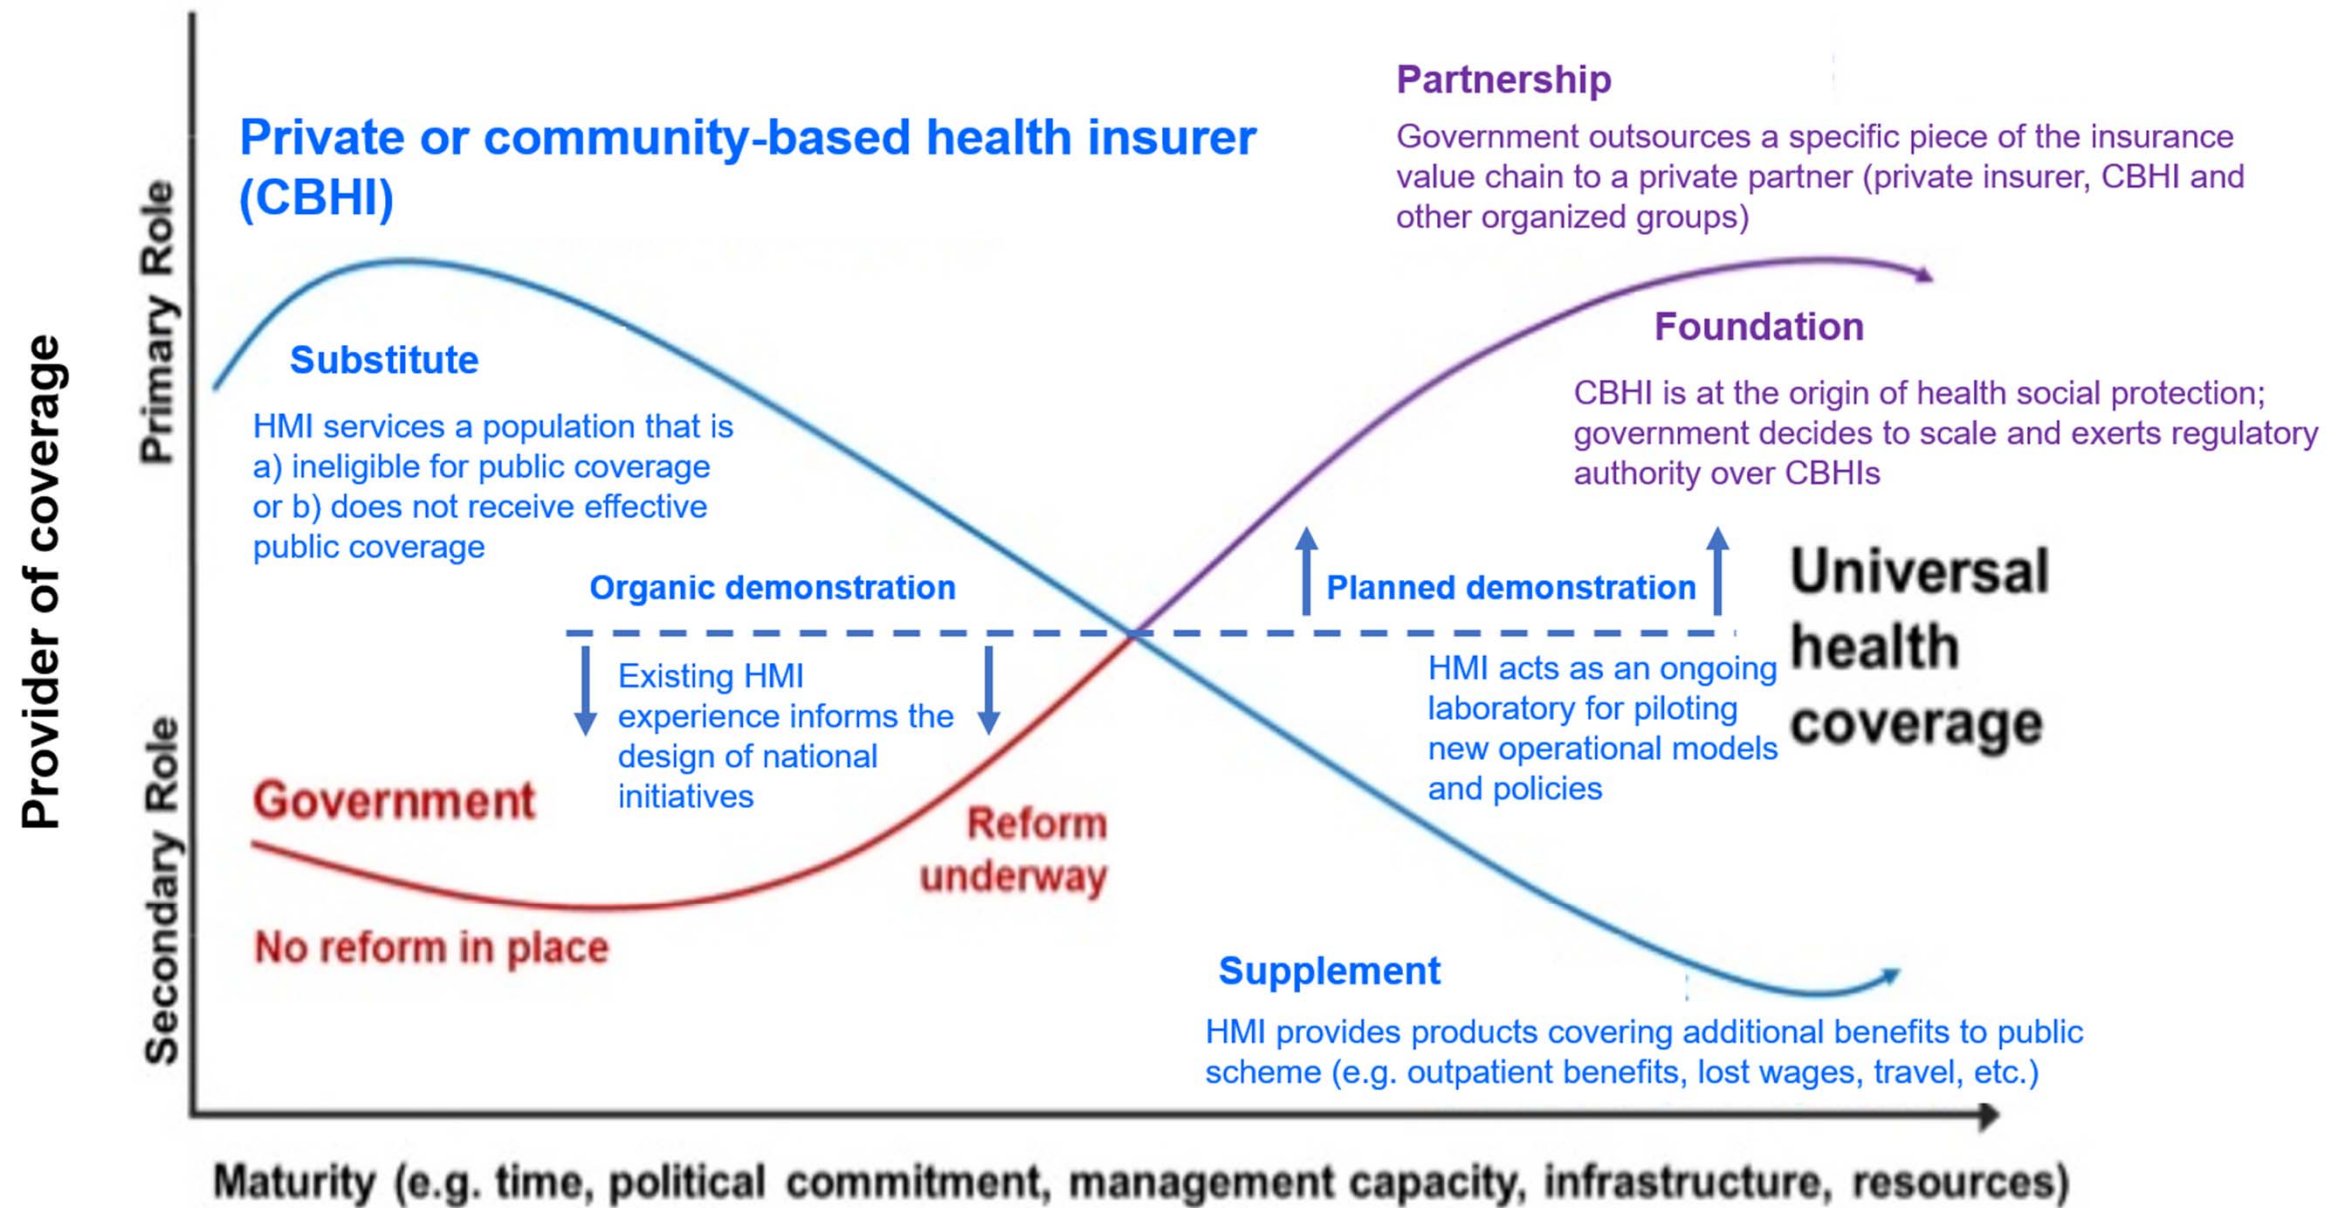 Provider of coverage
Primary Role
Secondary Role
Private or community-based health insurer
(CBHI)
Partnership
Government outsources a specific piece of the insurance
value chain to a private partner (private insurer, CBHI and
other organized groups)
Substitute
HMI services a population that is
a) ineligible for public coverage
or b) does not receive effective
public coverage
Foundation
CBHI is at the origin of health social protection;
government decides to scale and exerts regulatory
authority over CBHIs
Organic demonstration
Existing HMI
experience informs the
design of national
initiatives
Planned demonstration
HMI acts as an ongoing
laboratory for piloting
new operational models
and policies
Universal
health
coverage
Government
No reform in place
Reform
underway
Supplement
HMI provides products covering additional benefits to public
scheme (e.g. outpatient benefits, lost wages, travel, etc.)
Maturity (e.g. time, political commitment, management capacity, infrastructure, resources)